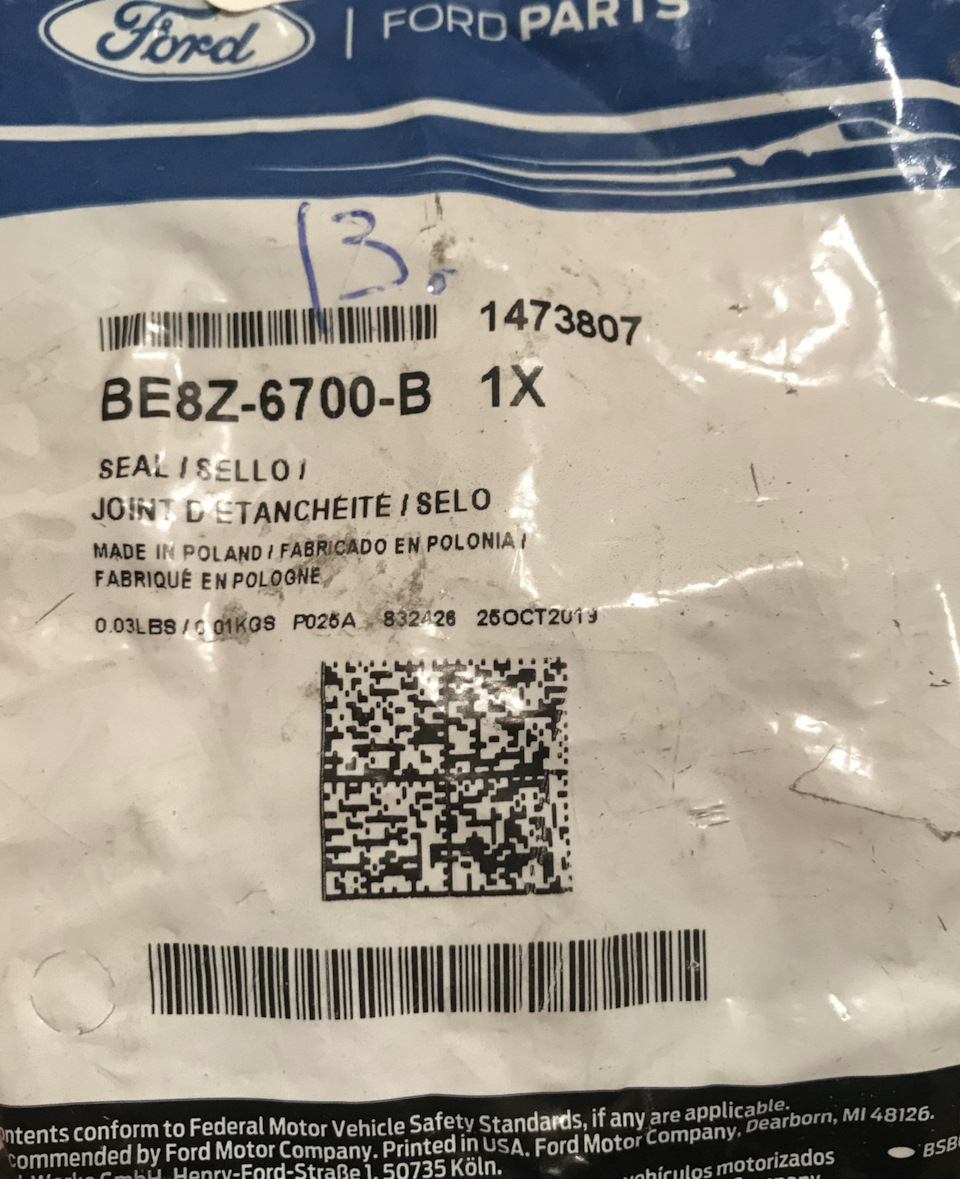 Ford | FORD PARTS
13.
1473807
BE8Z-6700-B 1X
SEAL / SELLO /
JOINT D'ETANCHEITÉ / SELO
MADE IN POLAND / FABRICADO EN POLONIA /
FABRIQUÉ EN POLOGNE
0.03LBS / 0.01KGS P025A 832426 25OCT2019
ntents conform to Federal Motor Vehicle Safety Standards, if any are applicable.
commended by Ford Motor Company. Printed in USA. Ford Motor Company, Dearborn, MI 48126.
GmbH, Henry-Ford-Straße 1, 50735 Köln.
vehículos motorizados